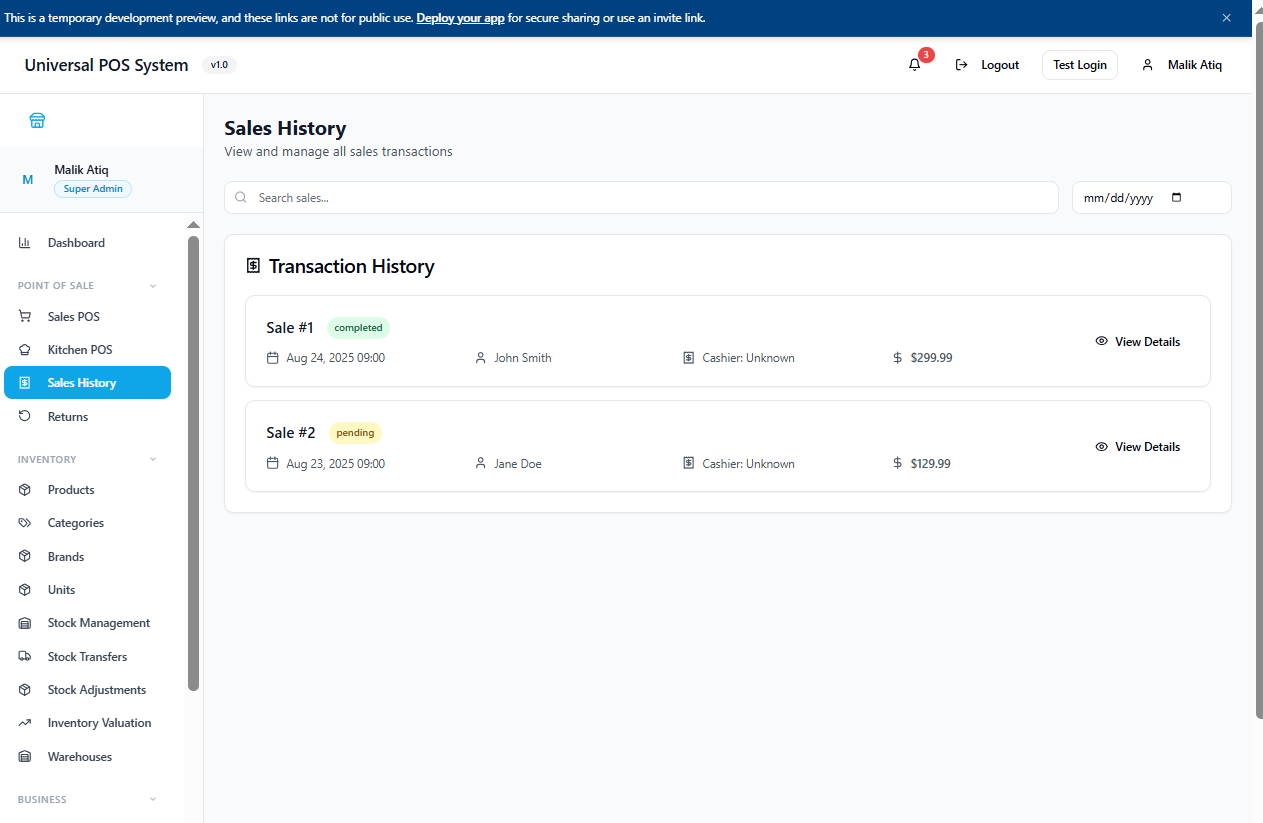 This is a temporary development preview, and these links are not for public use. Deploy your app for secure sharing or use an invite link.
Universal POS System v1.0 3 Logout Test Login Malik Atiq
M Malik Atiq
Super Admin
Dashboard
POINT OF SALE
Sales POS
Kitchen POS
Sales History
Returns
INVENTORY
Products
Categories
Brands
Units
Stock Management
Stock Transfers
Stock Adjustments
Inventory Valuation
Warehouses
BUSINESS
Sales History
View and manage all sales transactions
Search sales... mm/dd/yyyy
Transaction History
Sale #1 completed
Aug 24, 2025 09:00 John Smith Cashier: Unknown $299.99
View Details
Sale #2 pending
Aug 23, 2025 09:00 Jane Doe Cashier: Unknown $129.99
View Details